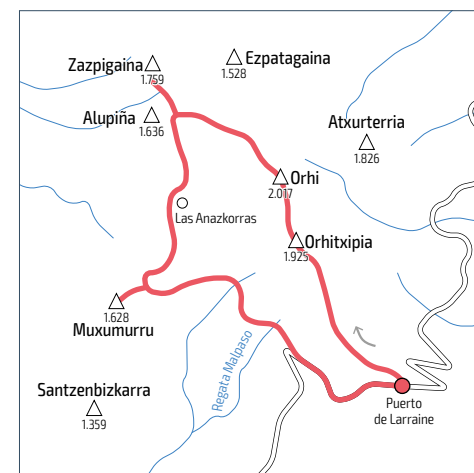 Zazpigaina
1.759
Ezpatagaina
1.528
Alupiña
1.636
Atxurterria
1.826
Orhi
2.017
Las Anazkorras
Orhitxipia
1.925
1.628
Muxumurru
Regata Malpaso
Santzenbizkarra
1.359
Puerto
de Larraine